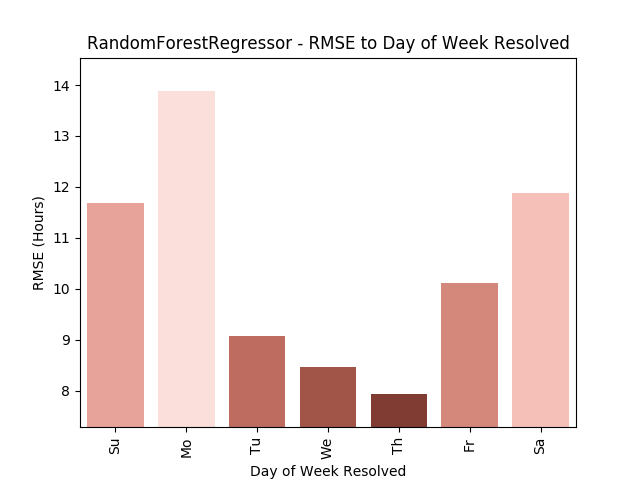 RandomForestRegressor - RMSE to Day of Week Resolved
14
13
12
11
10
9
8
RMSE (Hours)
Su Mo Tu We Th Fr Sa
Day of Week Resolved